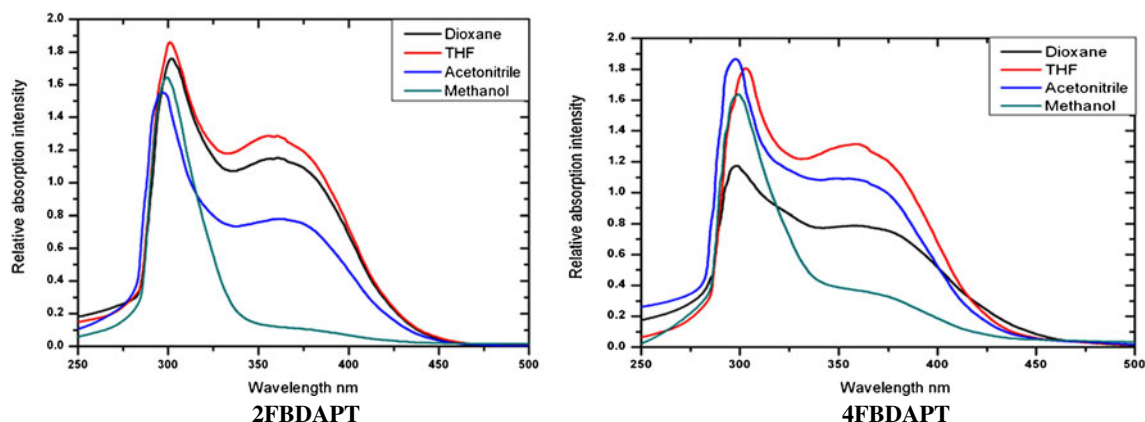 2.0
1.8
1.6
1.4
1.2
1.0
0.8
0.6
0.4
0.2
0.0
Relative absorption intensity
Dioxane
THF
Acetonitrile
Methanol
250 300 350 400 450 500
Wavelength nm
2FBDAPT
2.0
1.8
1.6
1.4
1.2
1.0
0.8
0.6
0.4
0.2
0.0
Relative absorption intensity
Dioxane
THF
Acetonitrile
Methanol
250 300 350 400 450 500
Wavelength nm
4FBDAPT